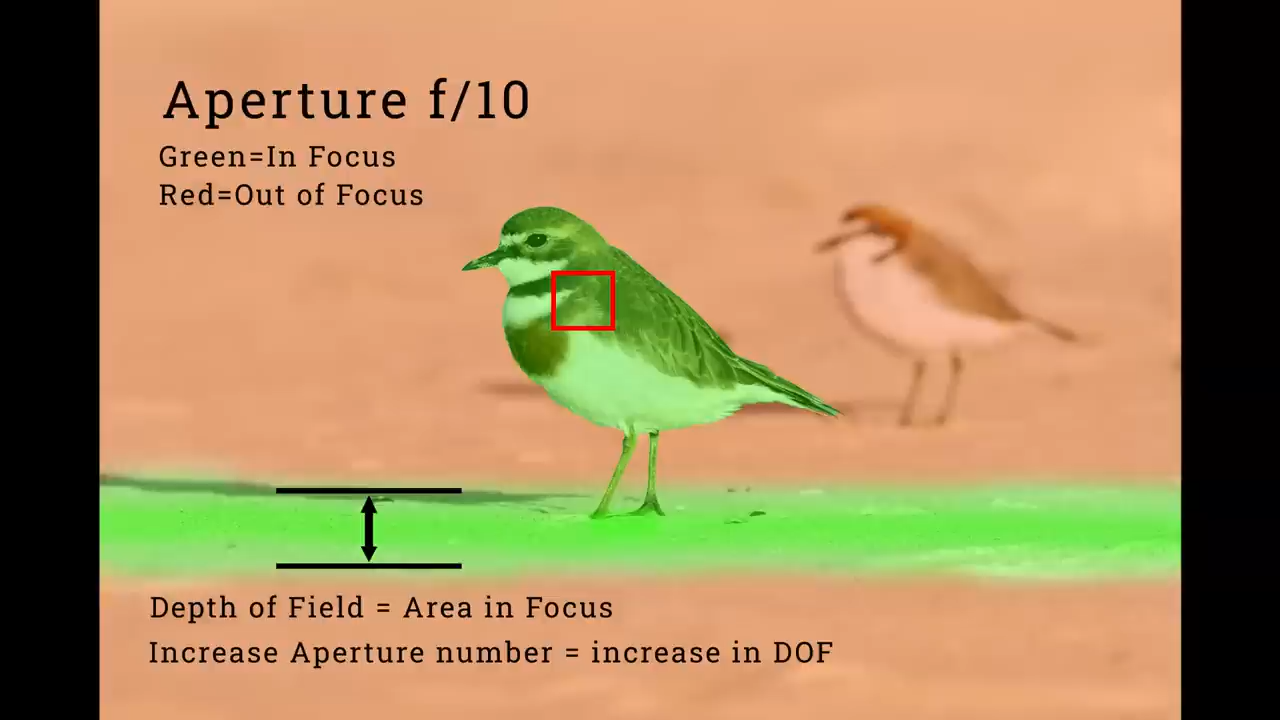 Aperture f/10
Green=In Focus
Red=Out of Focus
Depth of Field = Area in Focus
Increase Aperture number = increase in DOF